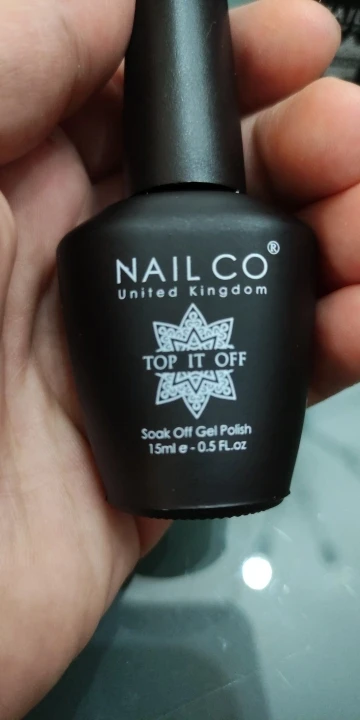 NAIL CO®
United Kingdom
TOP IT OFF
Soak Off Gel Polish
15ml e - 0.5 FL.oz